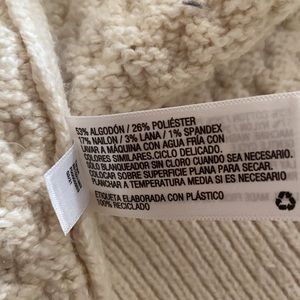 53% ALGODÓN / 26% POLIÉSTER
17% NAILON / 3% LANA / 1% SPANDEX
LAVAR A MÁQUINA CON AGUA FRÍA CON
COLORES SIMILARES.CICLO DELICADO.
SOLO BLANQUEADOR SIN CLORO CUANDO SEA NECESARIO.
COLOCAR SOBRE SUPERFICIE PLANA PARA SECAR.
PLANCHAR A TEMPERATURA MEDIA SI ES NECESARIO
ETIQUETA ELABORADA CON PLÁSTICO
100% RECICLADO